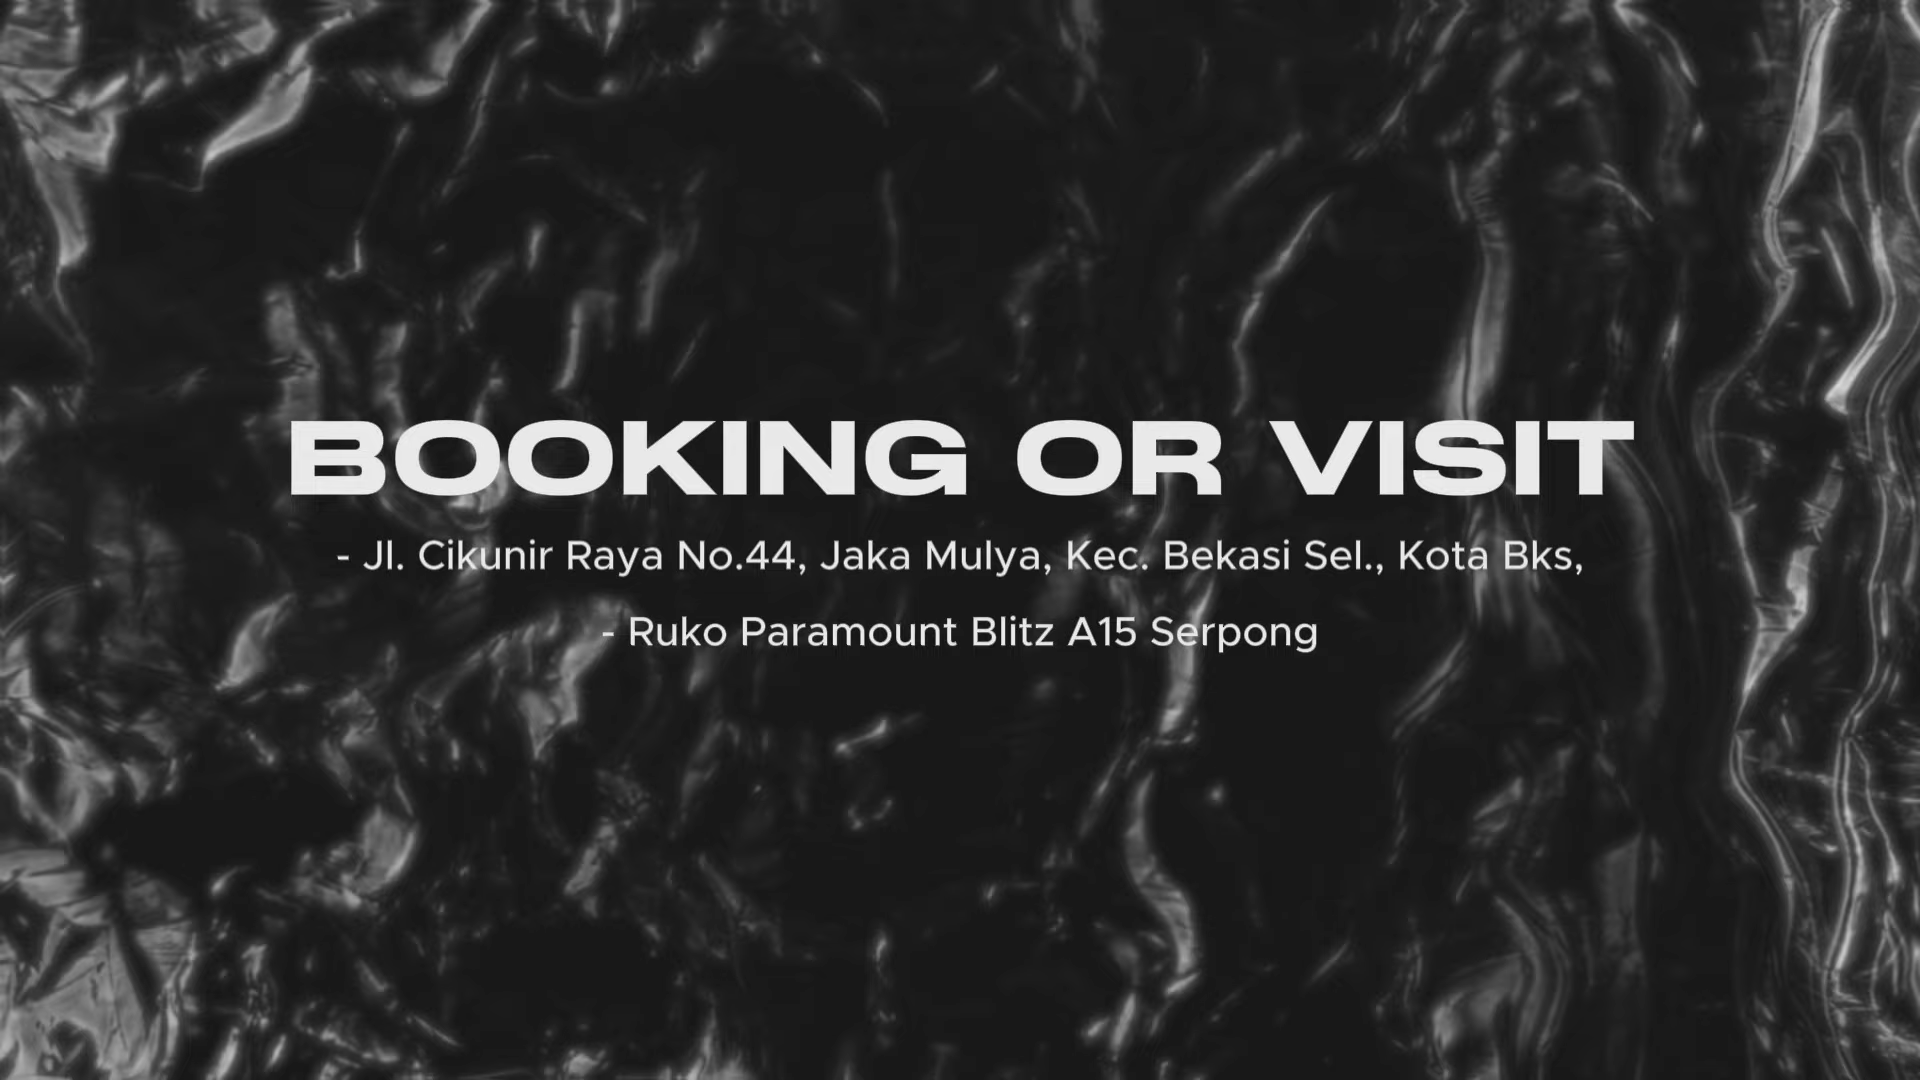 BOOKING OR VISIT
- Jl. Cikunir Raya No.44, Jaka Mulya, Kec. Bekasi Sel., Kota Bks,
- Ruko Paramount Blitz A15 Serpong